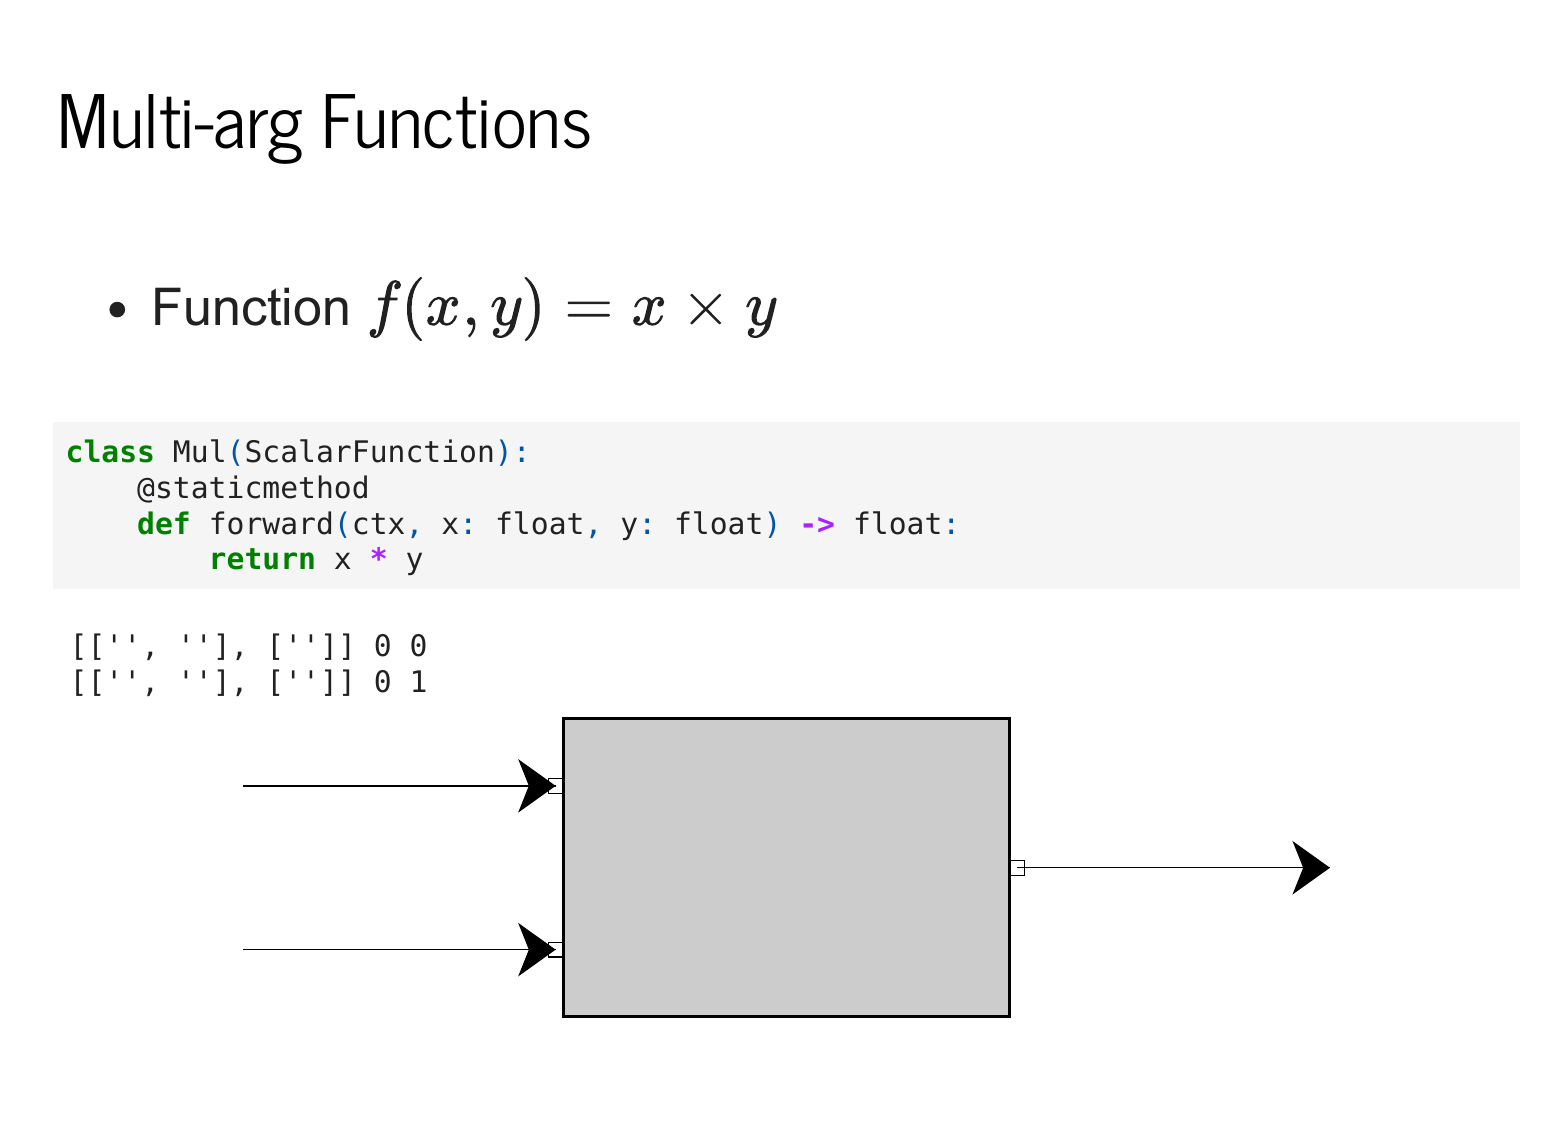 Multi-arg Functions
• Function f(x, y) = x × y
class Mul(ScalarFunction):
    @staticmethod
    def forward(ctx, x: float, y: float) -> float:
        return x * y
[['', ''], ['']] 0 0
[['', ''], ['']] 0 1